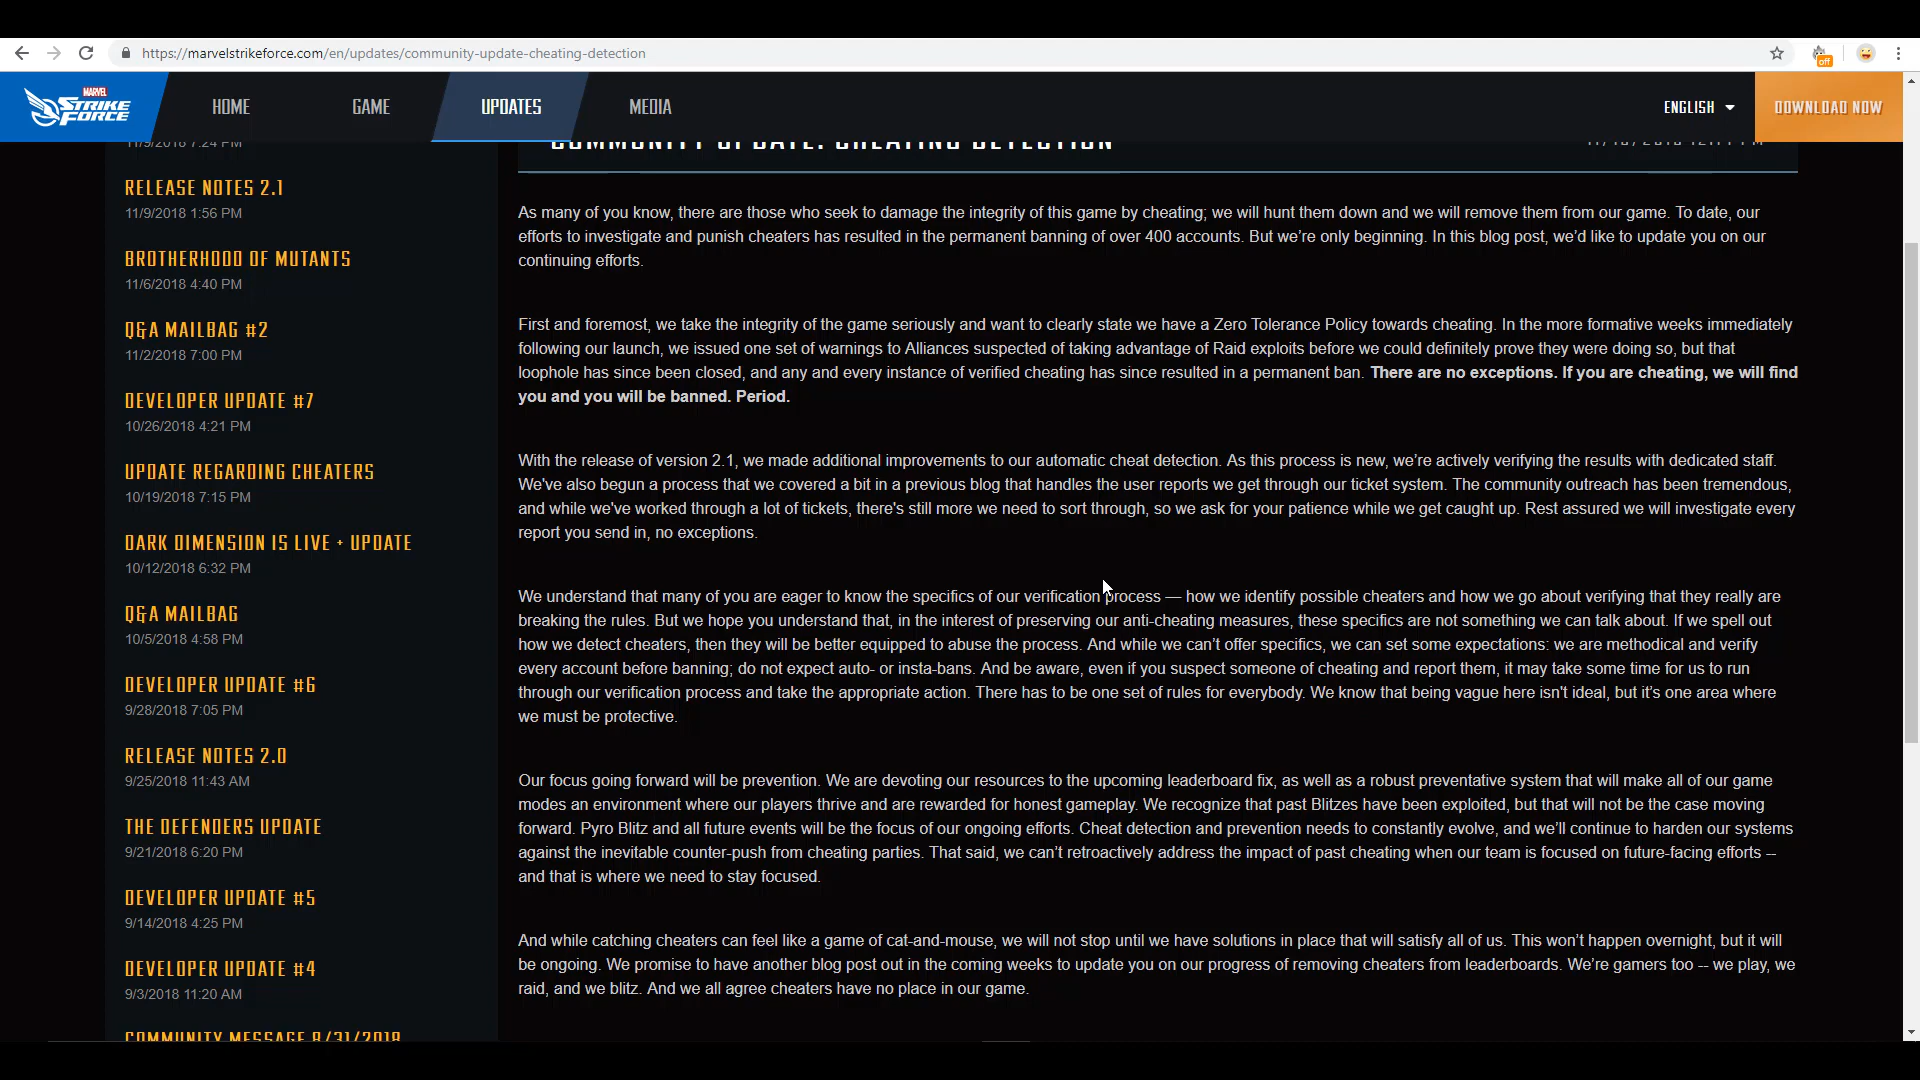 https://marvelstrikeforce.com/en/updates/community-update-cheating-detection
off
MARVEL
STRIKE
FORCE
HOME
GAME
UPDATES
MEDIA
ENGLISH
DOWNLOAD NOW
11/9/2018 7:24 PM
RELEASE NOTES 2.1
11/9/2018 1:56 PM
BROTHERHOOD OF MUTANTS
11/6/2018 4:40 PM
Q&A MAILBAG #2
11/2/2018 7:00 PM
DEVELOPER UPDATE #7
10/26/2018 4:21 PM
UPDATE REGARDING CHEATERS
10/19/2018 7:15 PM
DARK DIMENSION IS LIVE + UPDATE
10/12/2018 6:32 PM
Q&A MAILBAG
10/5/2018 4:58 PM
DEVELOPER UPDATE #6
9/28/2018 7:05 PM
RELEASE NOTES 2.0
9/25/2018 11:43 AM
THE DEFENDERS UPDATE
9/21/2018 6:20 PM
DEVELOPER UPDATE #5
9/14/2018 4:25 PM
DEVELOPER UPDATE #4
9/3/2018 11:20 AM
COMMUNITY MESSAGE 8/31/2018
COMMUNITY UPDATE: CHEATING DETECTION
As many of you know, there are those who seek to damage the integrity of this game by cheating; we will hunt them down and we will remove them from our game. To date, our
efforts to investigate and punish cheaters has resulted in the permanent banning of over 400 accounts. But we're only beginning. In this blog post, we'd like to update you on our
continuing efforts.
First and foremost, we take the integrity of the game seriously and want to clearly state we have a Zero Tolerance Policy towards cheating. In the more formative weeks immediately
following our launch, we issued one set of warnings to Alliances suspected of taking advantage of Raid exploits before we could definitely prove they were doing so, but that
loophole has since been closed, and any and every instance of verified cheating has since resulted in a permanent ban. There are no exceptions. If you are cheating, we will find
you and you will be banned. Period.
With the release of version 2.1, we made additional improvements to our automatic cheat detection. As this process is new, we're actively verifying the results with dedicated staff.
We've also begun a process that we covered a bit in a previous blog that handles the user reports we get through our ticket system. The community outreach has been tremendous,
and while we've worked through a lot of tickets, there's still more we need to sort through, so we ask for your patience while we get caught up. Rest assured we will investigate every
report you send in, no exceptions.
We understand that many of you are eager to know the specifics of our verification process — how we identify possible cheaters and how we go about verifying that they really are
breaking the rules. But we hope you understand that, in the interest of preserving our anti-cheating measures, these specifics are not something we can talk about. If we spell out
how we detect cheaters, then they will be better equipped to abuse the process. And while we can't offer specifics, we can set some expectations: we are methodical and verify
every account before banning; do not expect auto- or insta-bans. And be aware, even if you suspect someone of cheating and report them, it may take some time for us to run
through our verification process and take the appropriate action. There has to be one set of rules for everybody. We know that being vague here isn't ideal, but it's one area where
we must be protective.
Our focus going forward will be prevention. We are devoting our resources to the upcoming leaderboard fix, as well as a robust preventative system that will make all of our game
modes an environment where our players thrive and are rewarded for honest gameplay. We recognize that past Blitzes have been exploited, but that will not be the case moving
forward. Pyro Blitz and all future events will be the focus of our ongoing efforts. Cheat detection and prevention needs to constantly evolve, and we'll continue to harden our systems
against the inevitable counter-push from cheating parties. That said, we can't retroactively address the impact of past cheating when our team is focused on future-facing efforts --
and that is where we need to stay focused.
And while catching cheaters can feel like a game of cat-and-mouse, we will not stop until we have solutions in place that will satisfy all of us. This won't happen overnight, but it will
be ongoing. We promise to have another blog post out in the coming weeks to update you on our progress of removing cheaters from leaderboards. We're gamers too -- we play, we
raid, and we blitz. And we all agree cheaters have no place in our game.